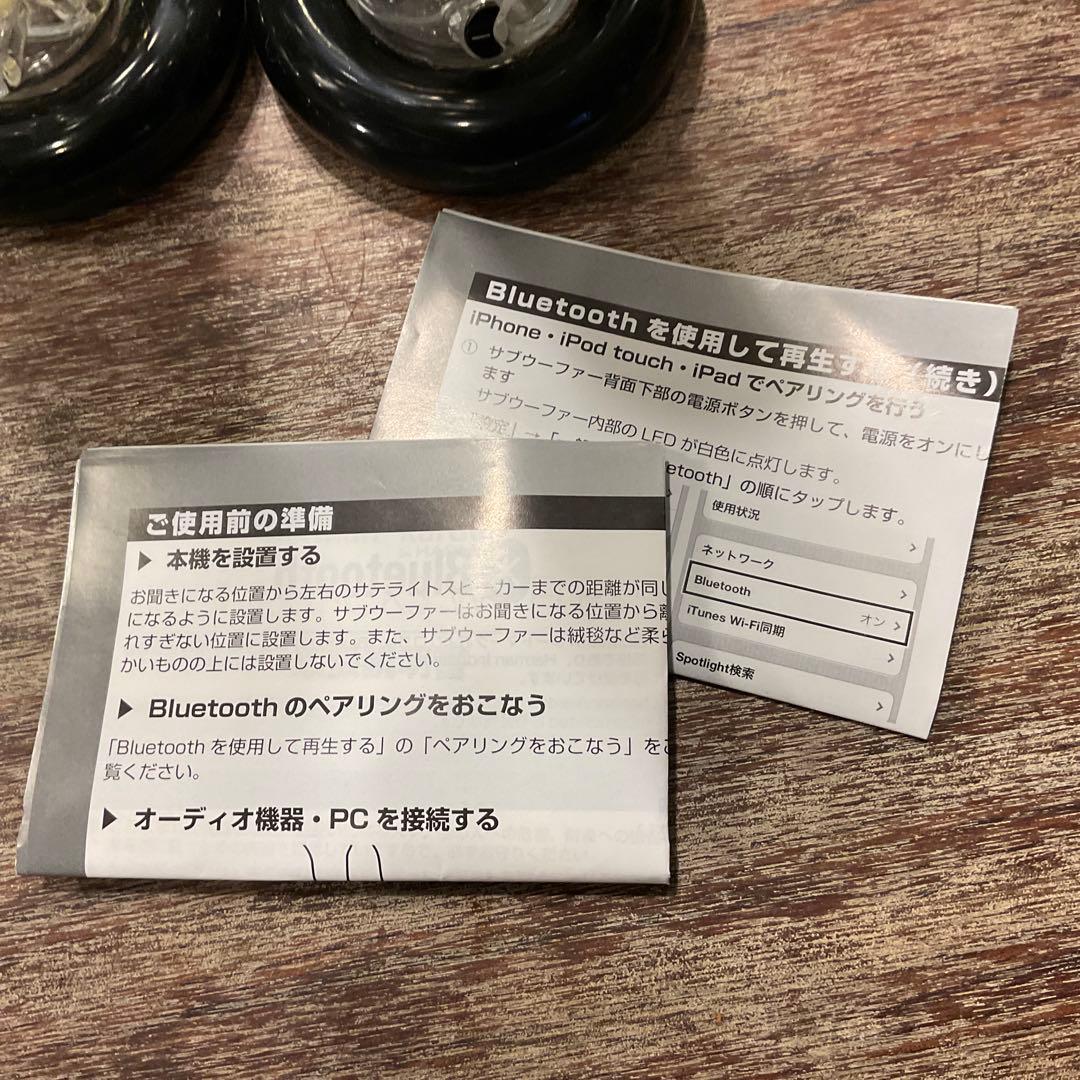 Bluetooth を使用して再生す (続き)
iPhone・iPod touch・iPad でペアリングを行う
① サブウーファー背面下部の電源ボタンを押して、電源をオンにし
ます
サブウーファー内部の LED が白色に点灯します。
etooth」の順にタップします。
使用状況
ネットワーク
Bluetooth オン
iTunes Wi-Fi同期
Spotlight検索
ご使用前の準備
▶ 本機を設置する
お聞きになる位置から左右のサテライトスピーカーまでの距離が同じ
になるように設置します。サブウーファーはお聞きになる位置から離
れすぎない位置に設置します。また、サブウーファーは絨毯など柔ら
かいものの上には設置しないでください。
▶ Bluetooth のペアリングをおこなう
「Bluetooth を使用して再生する」の「ペアリングをおこなう」をご
覧ください。
▶ オーディオ機器・PC を接続する